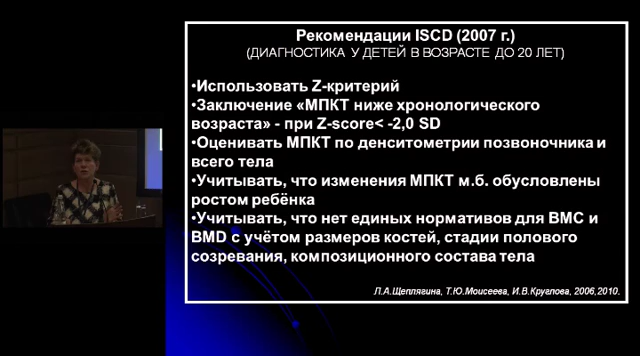 Рекомендации ISCD (2007 г.)
(ДИАГНОСТИКА У ДЕТЕЙ В ВОЗРАСТЕ ДО 20 ЛЕТ)
•Использовать Z-критерий
•Заключение «МПКТ ниже хронологического
возраста» - при Z-score< -2,0 SD
•Оценивать МПКТ по денситометрии позвоночника и
всего тела
•Учитывать, что изменения МПКТ м.б. обусловлены
ростом ребёнка
•Учитывать, что нет единых нормативов для BMC и
BMD с учётом размеров костей, стадии полового
созревания, композиционного состава тела
Л.А.Щеплягина, Т.Ю.Моисеева, И.В.Круглова, 2006,2010.